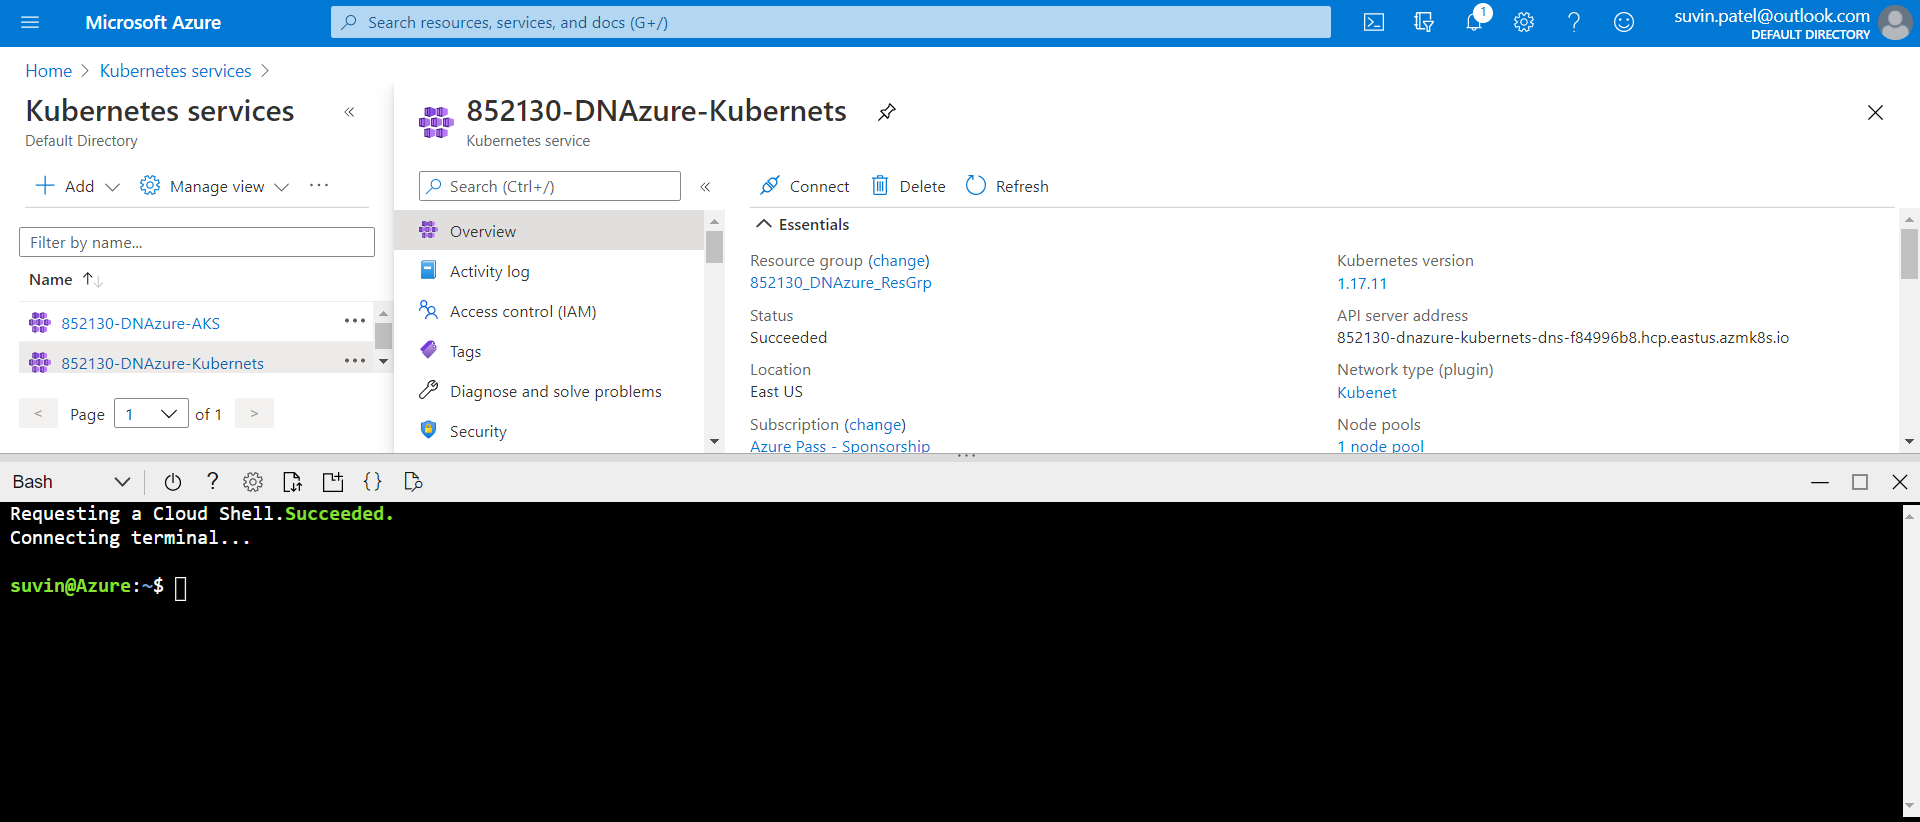 Microsoft Azure
Search resources, services, and docs (G+/)
1
suvin.patel@outlook.com
DEFAULT DIRECTORY
Home > Kubernetes services >
Kubernetes services «
Default Directory
+ Add Manage view ...
Filter by name...
Name ↑↓
852130-DNAzure-AKS ...
852130-DNAzure-Kubernets ...
< Page 1 of 1 >
852130-DNAzure-Kubernets
Kubernetes service
Search (Ctrl+/) «
Overview
Activity log
Access control (IAM)
Tags
Diagnose and solve problems
Security
Connect Delete Refresh
Essentials
Resource group (change)
852130_DNAzure_ResGrp
Status
Succeeded
Location
East US
Subscription (change)
Azure Pass - Sponsorship
Kubernetes version
1.17.11
API server address
852130-dnazure-kubernets-dns-f84996b8.hcp.eastus.azmk8s.io
Network type (plugin)
Kubenet
Node pools
1 node pool
Bash ? { }
Requesting a Cloud Shell.Succeeded.
Connecting terminal...
suvin@Azure:~$